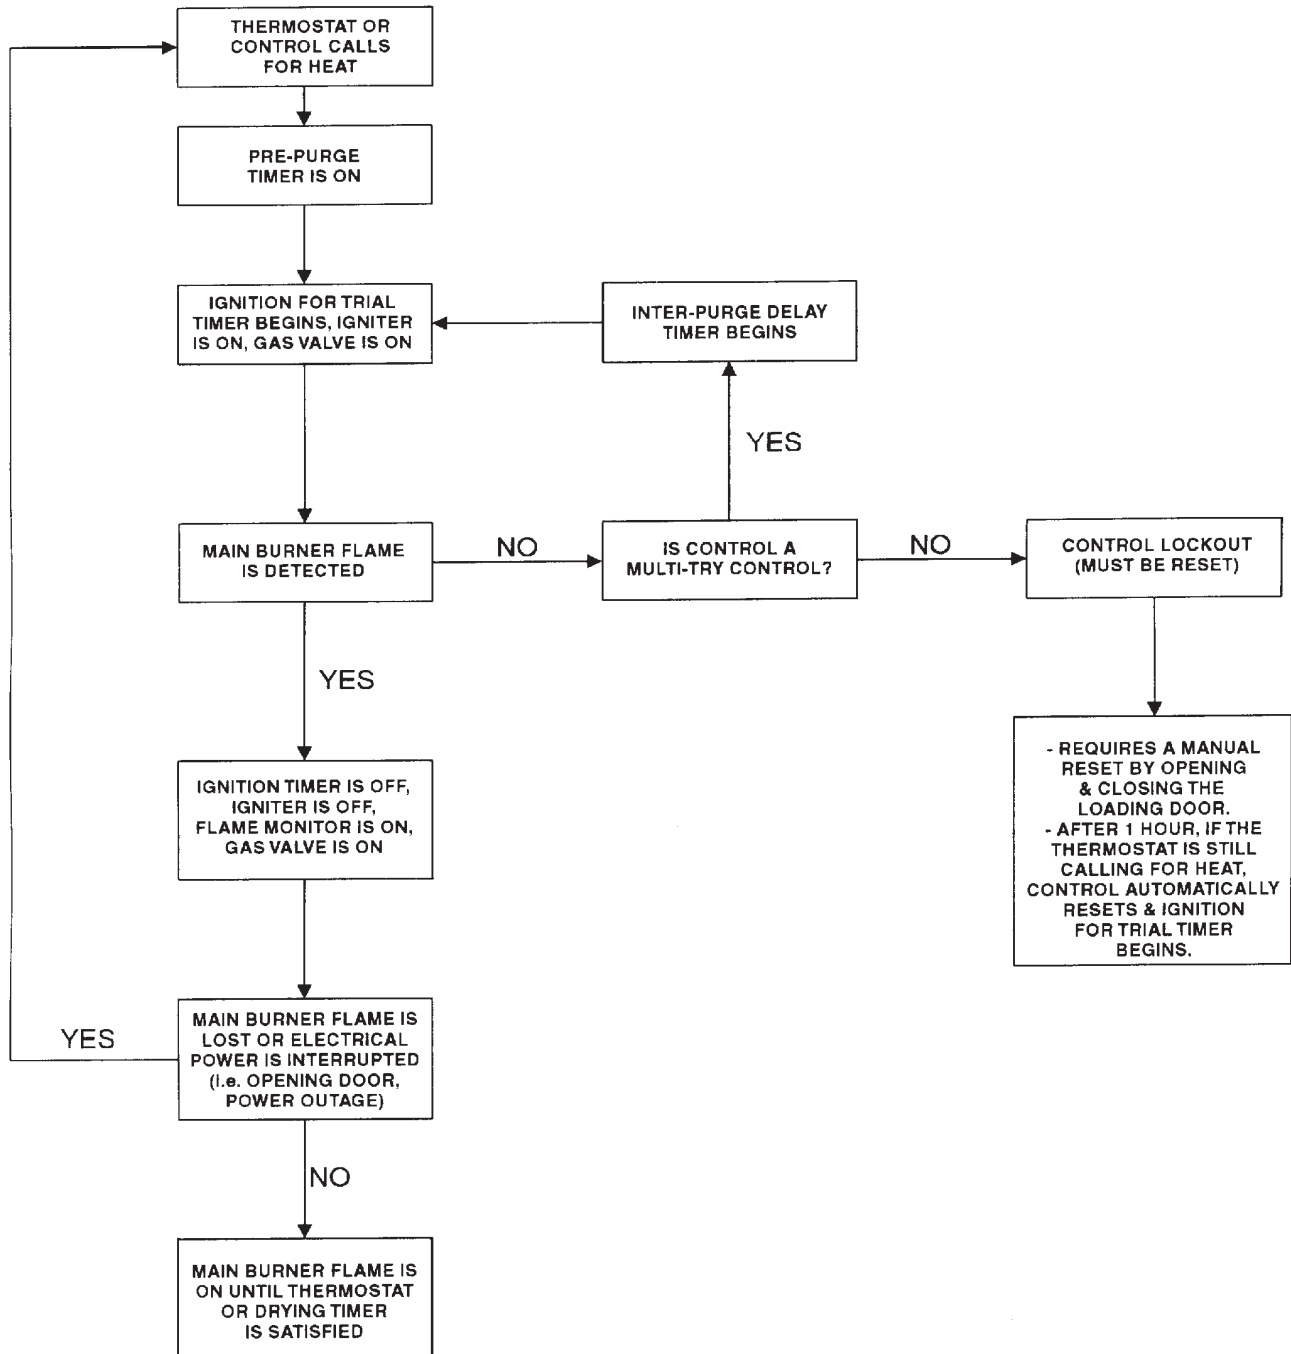 THERMOSTAT OR
CONTROL CALLS
FOR HEAT
PRE-PURGE
TIMER IS ON
IGNITION FOR TRIAL
TIMER BEGINS, IGNITER
IS ON, GAS VALVE IS ON
INTER-PURGE DELAY
TIMER BEGINS
YES
MAIN BURNER FLAME
IS DETECTED
NO
IS CONTROL A
MULTI-TRY CONTROL?
NO
CONTROL LOCKOUT
(MUST BE RESET)
YES
IGNITION TIMER IS OFF,
IGNITER IS OFF,
FLAME MONITOR IS ON,
GAS VALVE IS ON
- REQUIRES A MANUAL
RESET BY OPENING
& CLOSING THE
LOADING DOOR.
- AFTER 1 HOUR, IF THE
THERMOSTAT IS STILL
CALLING FOR HEAT,
CONTROL AUTOMATICALLY
RESETS & IGNITION
FOR TRIAL TIMER
BEGINS.
YES
MAIN BURNER FLAME IS
LOST OR ELECTRICAL
POWER IS INTERRUPTED
(I.e. OPENING DOOR,
POWER OUTAGE)
NO
MAIN BURNER FLAME IS
ON UNTIL THERMOSTAT
OR DRYING TIMER
IS SATISFIED